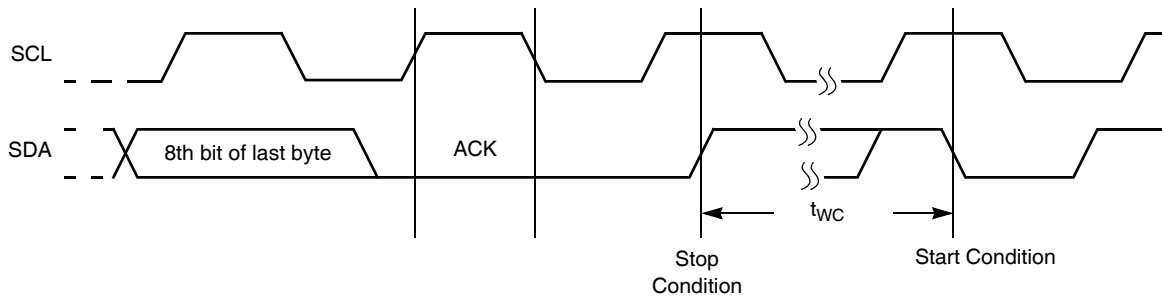 SCL
SDA
8th bit of last byte
ACK
tWC
Stop
Condition
Start Condition